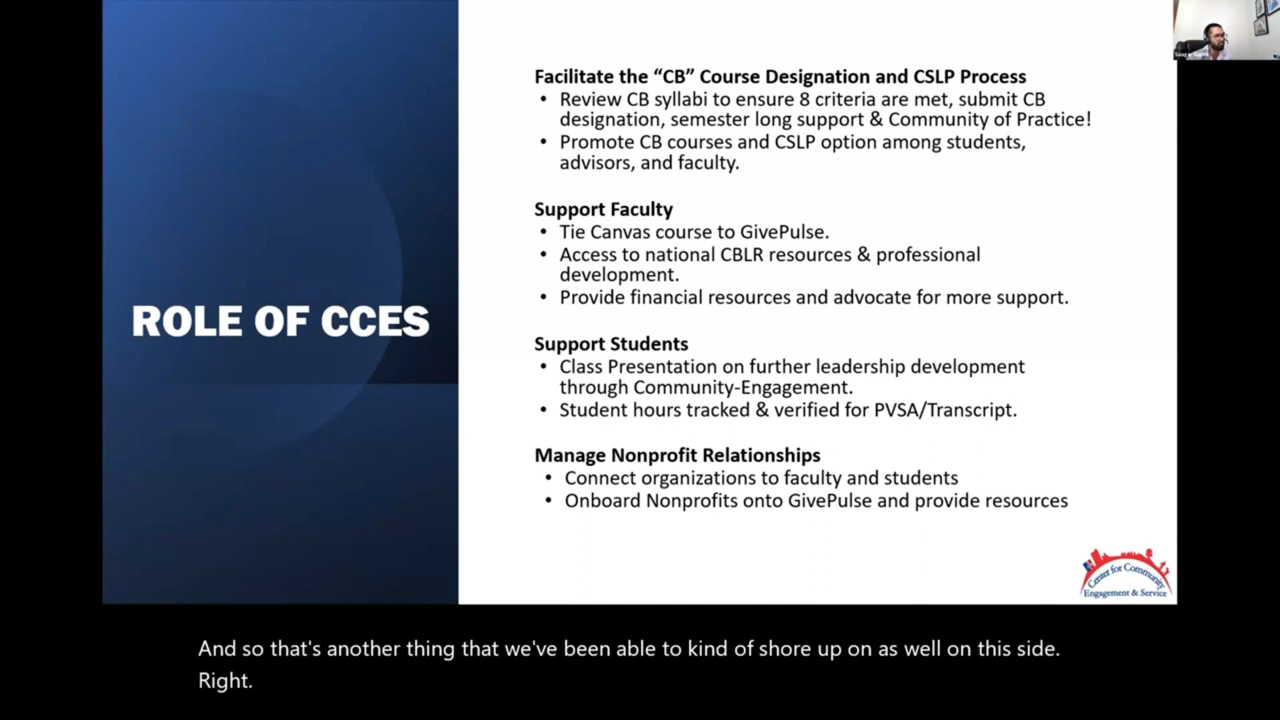 ROLE OF CCES
Facilitate the “CB” Course Designation and CSLP Process
• Review CB syllabi to ensure 8 criteria are met, submit CB
designation, semester long support & Community of Practice!
• Promote CB courses and CSLP option among students,
advisors, and faculty.
Support Faculty
• Tie Canvas course to GivePulse.
• Access to national CBLR resources & professional
development.
• Provide financial resources and advocate for more support.
Support Students
• Class Presentation on further leadership development
through Community-Engagement.
• Student hours tracked & verified for PVSA/Transcript.
Manage Nonprofit Relationships
• Connect organizations to faculty and students
• Onboard Nonprofits onto GivePulse and provide resources
Center for Community
Engagement & Service
And so that's another thing that we've been able to kind of shore up on as well on this side.
Right.